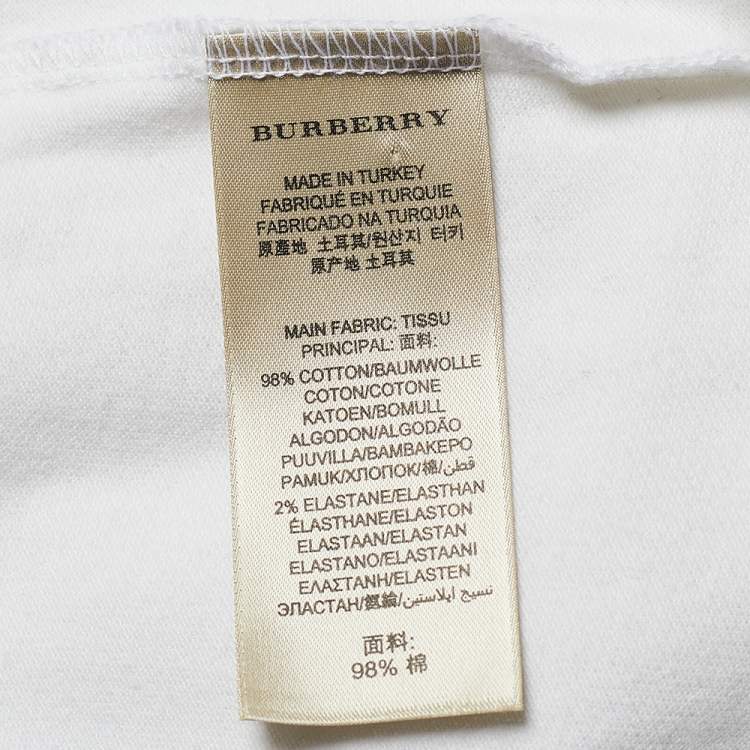 BURBERRY
MADE IN TURKEY
FABRIQUÉ EN TURQUIE
FABRICADO NA TURQUIA
原產地 土耳其/원산지 터키
原产地 土耳其
MAIN FABRIC: TISSU
PRINCIPAL: 面料:
98% COTTON/BAUMWOLLE
COTON/COTONE
KATOEN/BOMULL
ALGODON/ALGODÃO
PUUVILLA/ΒΑΜΒΑΚΕΡΟ
PAMUK/ХЛОПОК/棉/قطن
2% ELASTANE/ELASTHAN
ÉLASTHANE/ELASTON
ELASTAAN/ELASTAN
ELASTANO/ELASTAANI
ΕΛΑΣΤΑΝΗ/ELASTEN
ЭЛАСТАН/氨綸/نسيج ايلاستين
面料:
98% 棉